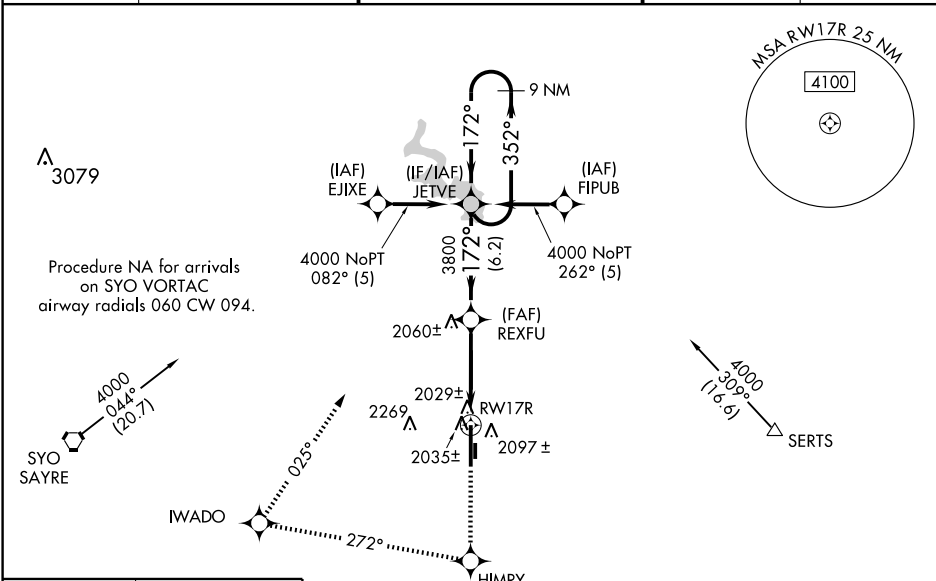 MSA RW17R 25 NM
4100
9 NM
172°
352°
3079
(IAF)
EJIXE
(IF/IAF)
JETVE
(IAF)
FIPUB
4000 NoPT
082° (5)
3800
172°
(6.2)
4000 NoPT
262° (5)
Procedure NA for arrivals
on SYO VORTAC
airway radials 060 CW 094.
(FAF)
REXFU
2060±
4000
044°
(20.7)
4000
309°
(16.6)
2029±
RW17R
2269
2035±
2097 ±
SYO
SAYRE
SERTS
025°
IWADO
272°